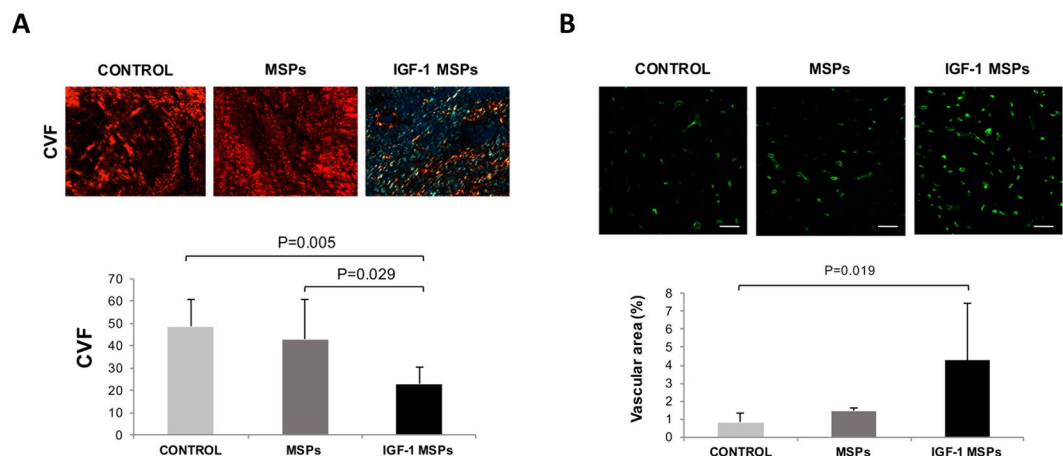 A
CONTROL MSPs IGF-1 MSPs
CVF
P=0.005
P=0.029
CVF
70
60
50
40
30
20
10
0
CONTROL MSPs IGF-1 MSPs
B
CONTROL MSPs IGF-1 MSPs
P=0.019
Vascular area (%)
8
7
6
5
4
3
2
1
0
CONTROL MSPs IGF-1 MSPs